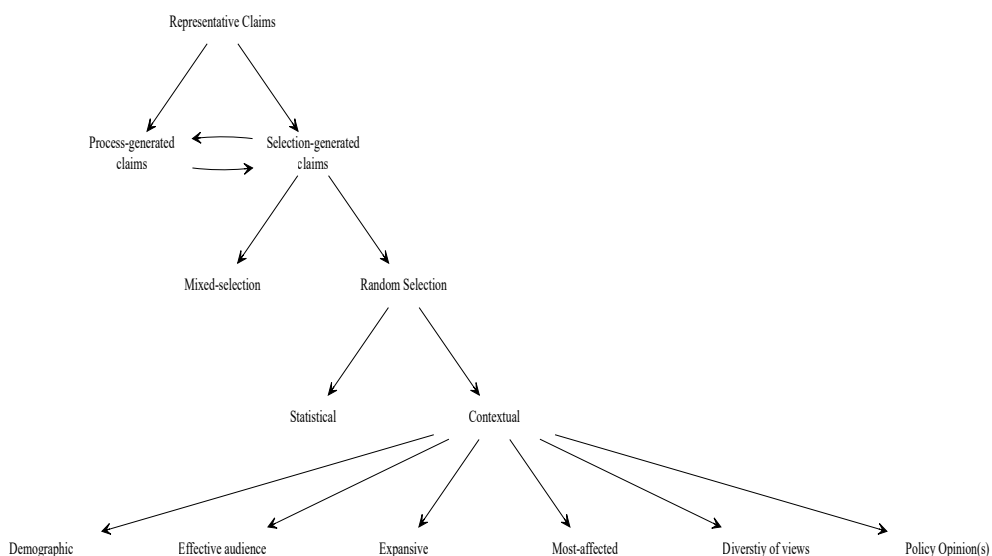 Representative Claims
Process-generated
claims
Selection-generated
claims
Mixed-selection
Random Selection
Statistical
Contextual
Demographic
Effective audience
Expansive
Most-affected
Diverstiy of views
Policy Opinion(s)